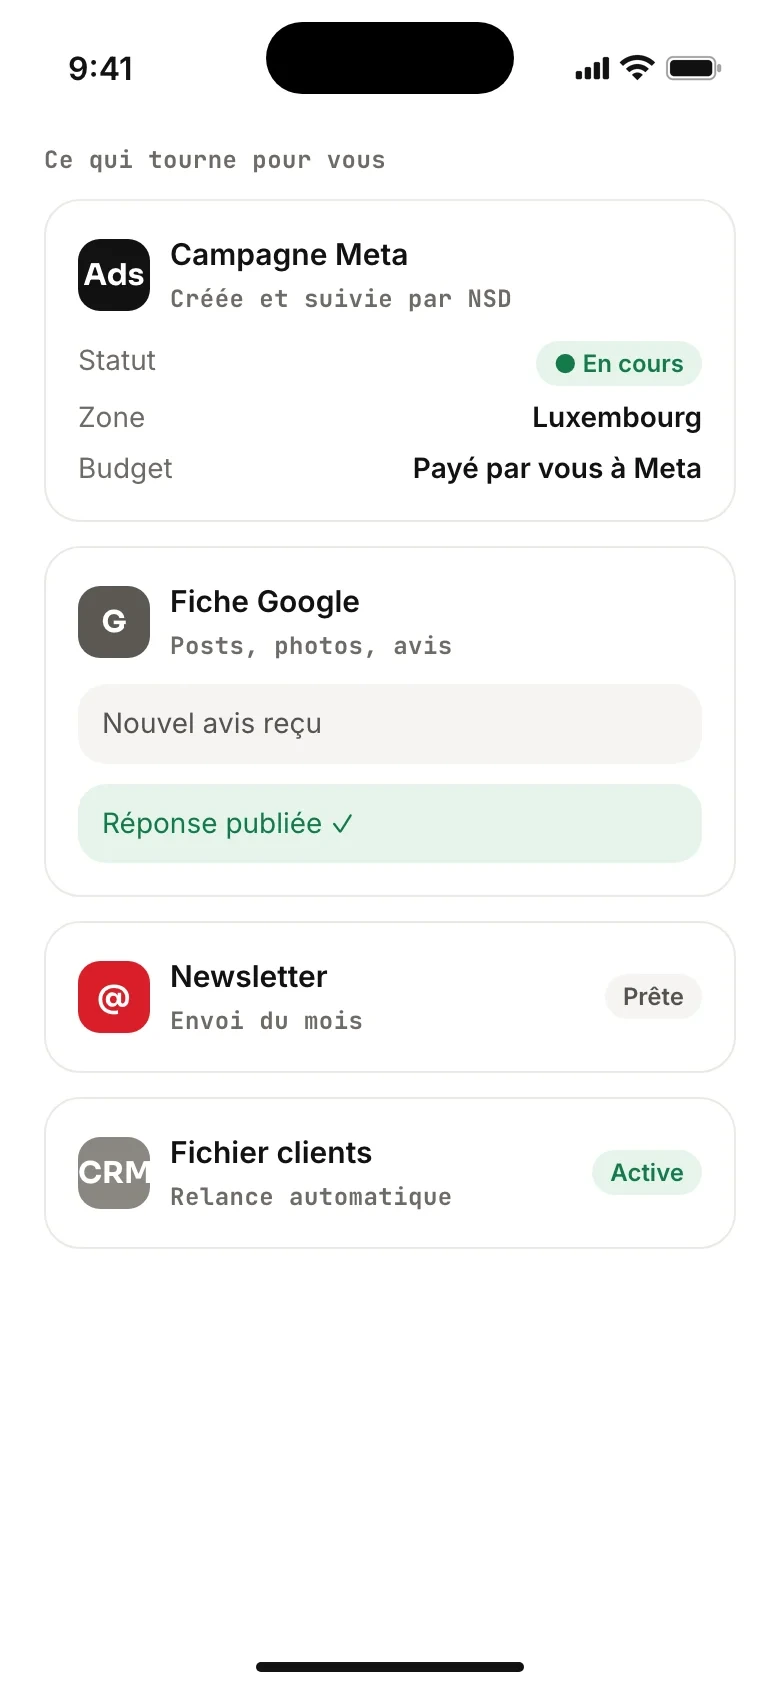 9:41
Ce qui tourne pour vous
Ads
Campagne Meta
Créée et suivie par NSD
Statut
En cours
Zone
Luxembourg
Budget
Payé par vous à Meta
G
Fiche Google
Posts, photos, avis
Nouvel avis reçu
Réponse publiée ✓
@
Newsletter
Envoi du mois
Prête
CRM
Fichier clients
Relance automatique
Active